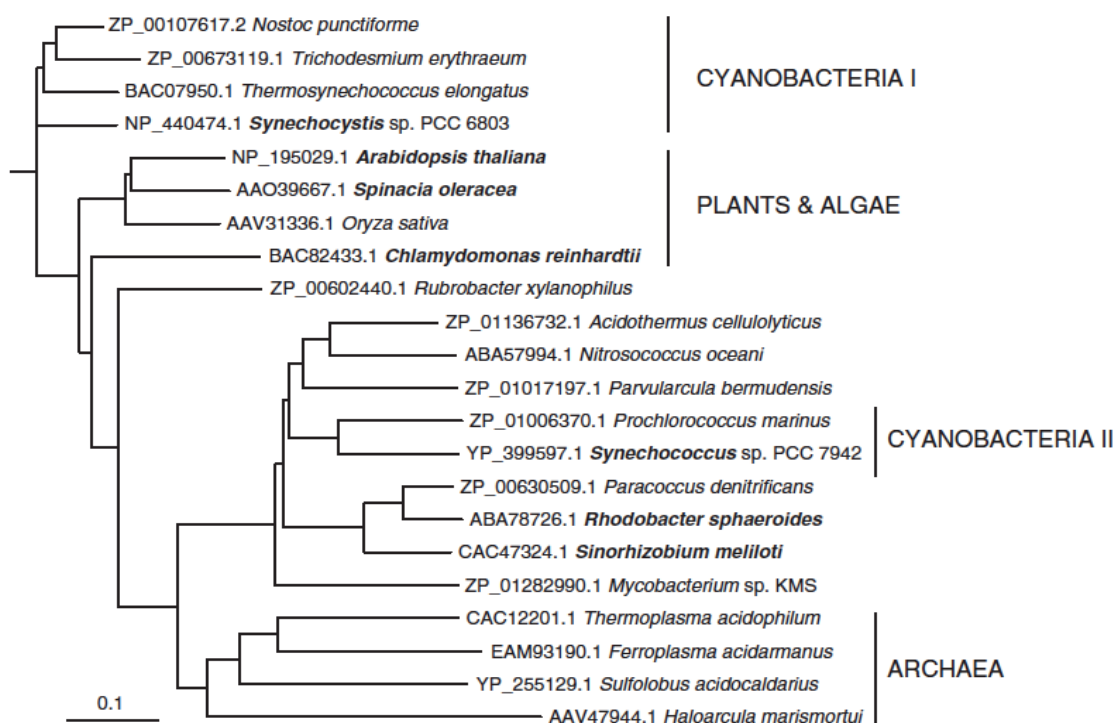 ZP_00107617.2 Nostoc punctiforme
ZP_00673119.1 Trichodesmium erythraeum
CYANOBACTERIA I
BAC07950.1 Thermosynechococcus elongatus
NP_440474.1 Synechocystis sp. PCC 6803
NP_195029.1 Arabidopsis thaliana
AAO39667.1 Spinacia oleracea
PLANTS & ALGAE
AAV31336.1 Oryza sativa
BAC82433.1 Chlamydomonas reinhardtii
ZP_00602440.1 Rubrobacter xylanophilus
ZP_01136732.1 Acidothermus cellulolyticus
ABA57994.1 Nitrosococcus oceani
ZP_01017197.1 Parvularcula bermudensis
ZP_01006370.1 Prochlorococcus marinus
CYANOBACTERIA II
YP_399597.1 Synechococcus sp. PCC 7942
ZP_00630509.1 Paracoccus denitrificans
ABA78726.1 Rhodobacter sphaeroides
CAC47324.1 Sinorhizobium meliloti
ZP_01282990.1 Mycobacterium sp. KMS
CAC12201.1 Thermoplasma acidophilum
EAM93190.1 Ferroplasma acidarmanus
ARCHAEA
YP_255129.1 Sulfolobus acidocaldarius
0.1
AAV47944.1 Haloarcula marismortui